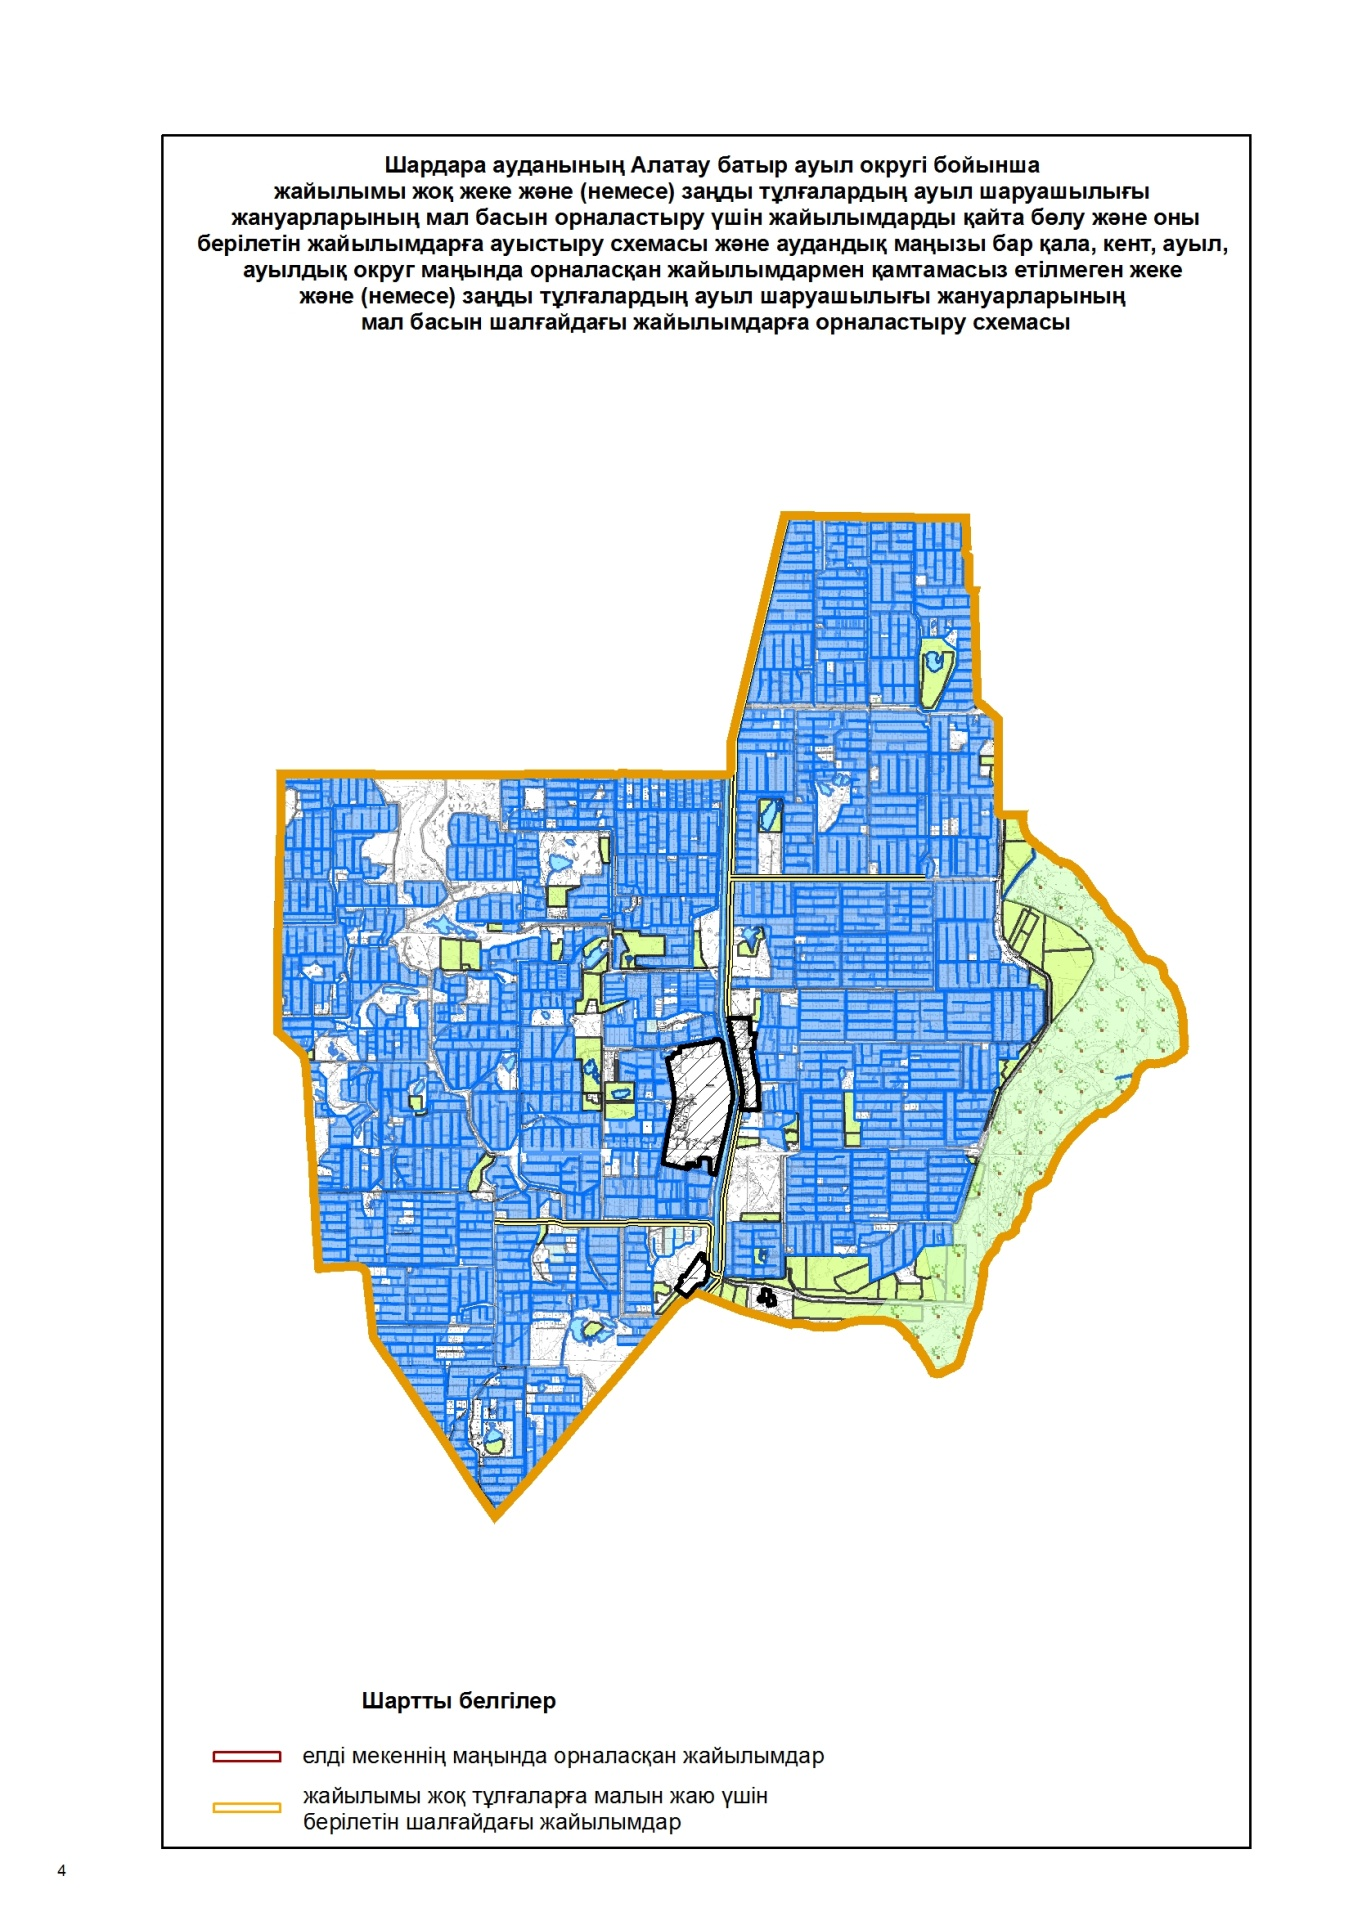 Шардара ауданының Алатау батыр ауыл округі бойынша
жайылымы жоқ жеке және (немесе) заңды тұлғалардың ауыл шаруашылығы
жануарларының мал басын орналастыру үшін жайылымдарды қайта бөлу және оны
берілетін жайылымдарға ауыстыру схемасы және аудандық маңызы бар қала, кент, ауыл,
ауылдық округ маңында орналасқан жайылымдармен қамтамасыз етілмеген жеке
және (немесе) заңды тұлғалардың ауыл шаруашылығы жануарларының
мал басын шалғайдағы жайылымдарға орналастыру схемасы
Шартты белгілер
елді мекеннің маңында орналасқан жайылымдар
жайылымы жоқ тұлғаларға малын жаю үшін
берілетін шалғайдағы жайылымдар
4